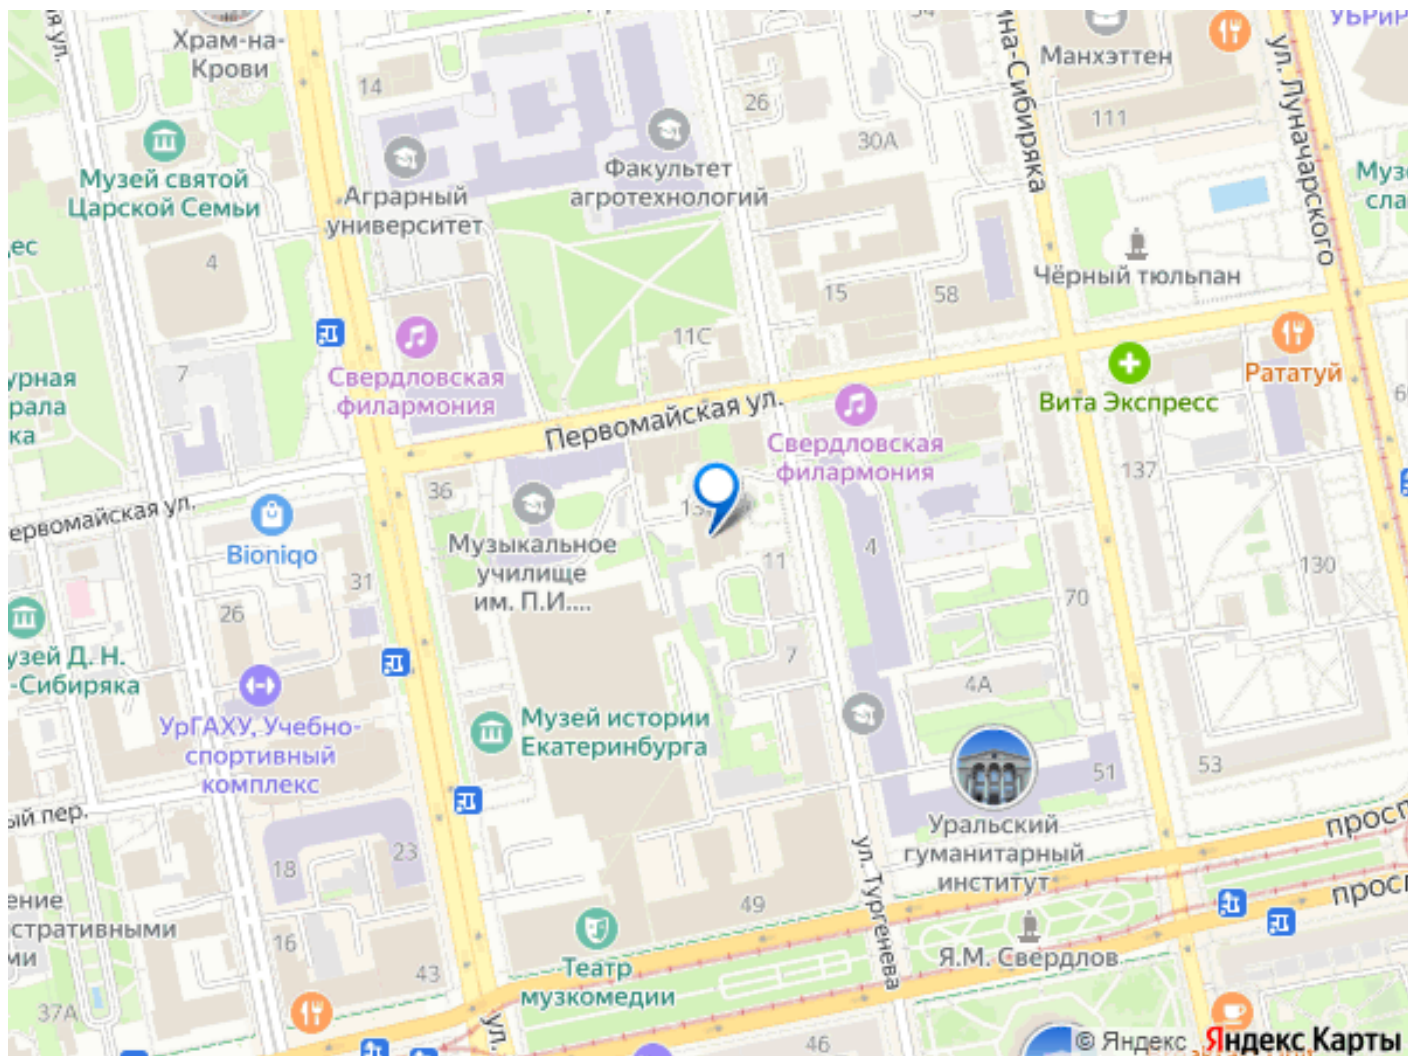 Храм-на-
Крови
14
26
Манхэттен
111
30А
ул. Луначарского
Музей святой
Царской Семьи
Аграрный
университет
Факультет
агротехнологий
4
Чёрный тюльпан
15
58
11С
7
Свердловская
филармония
Первомайская ул.
Свердловская
филармония
Вита Экспресс
Рататуй
36
137
Bioniqo
Музыкальное
училище
им. П.И....
31
26
11
4
130
70
7
4А
УрГАХУ, Учебно-
спортивный
комплекс
Музей истории
Екатеринбурга
51
53
Уральский
гуманитарный
институт
ул. Тургенева
18
23
16
43
49
Театр
музкомедии
Я.М. Свердлов
37А
ул.
46
© Яндекс Яндекс Карты